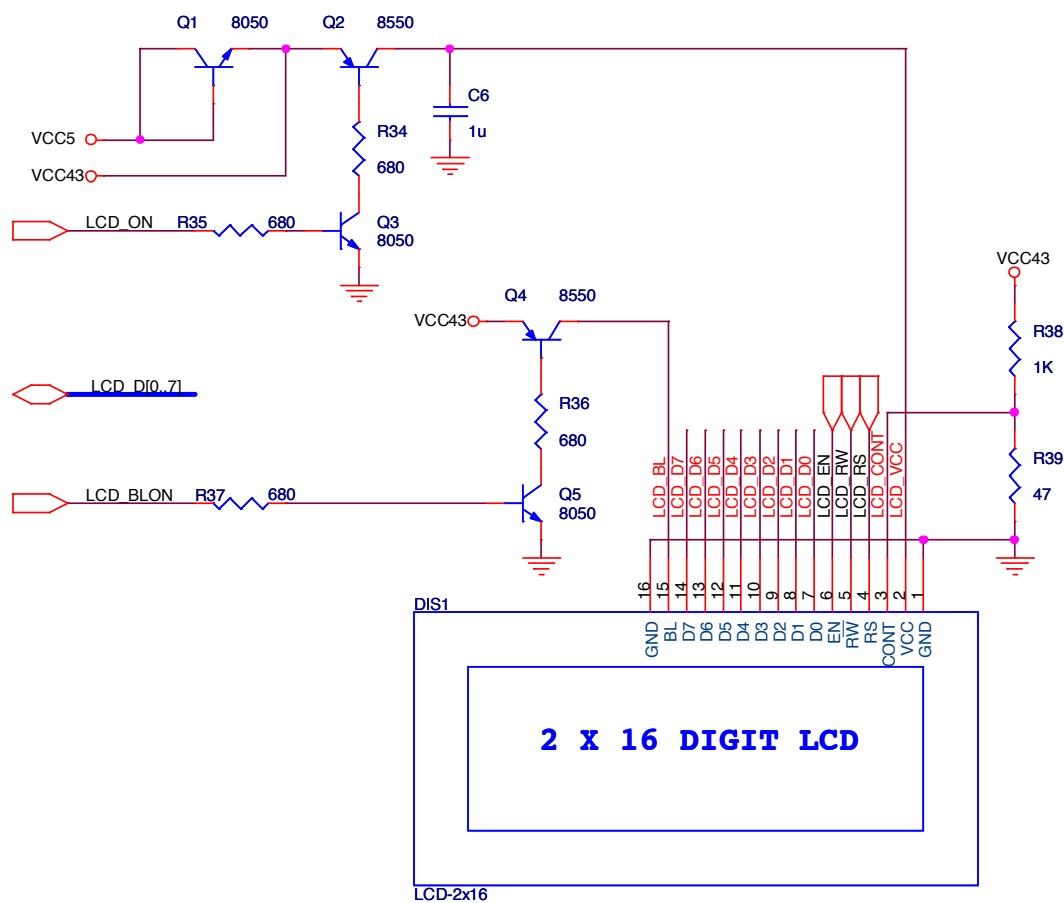 Q1 8050 Q2 8550
C6
1u
R34
680
VCC5
VCC43
LCD_ON R35 680
Q3
8050
VCC43
Q4 8550
VCC43
R38
1K
LCD_D[0..7]
R36
680
R39
47
LCD_BLON R37 680
Q5
8050
LCD_BL
LCD_D7
LCD_D6
LCD_D5
LCD_D4
LCD_D3
LCD_D2
LCD_D1
LCD_D0
LCD_EN
LCD_RW
LCD_RS
LCD_CONT
LCD_VCC
16 15 14 13 12 11 10 9 8 7 6 5 4 3 2 1
DIS1
GND BL D7 D6 D5 D4 D3 D2 D1 D0 EN RW RS CONT VCC GND
2 X 16 DIGIT LCD
LCD-2x16